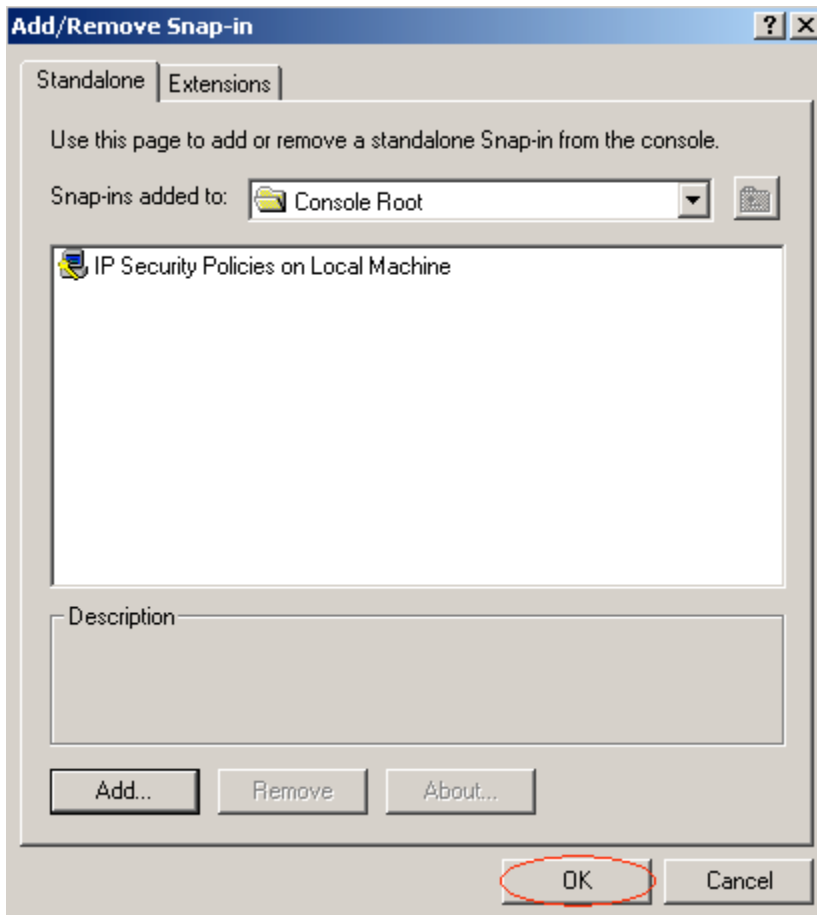 Add/Remove Snap-in
Standalone
Extensions
Use this page to add or remove a standalone Snap-in from the console.
Snap-ins added to:
Console Root
IP Security Policies on Local Machine
Description
Add...
Remove
About...
OK
Cancel